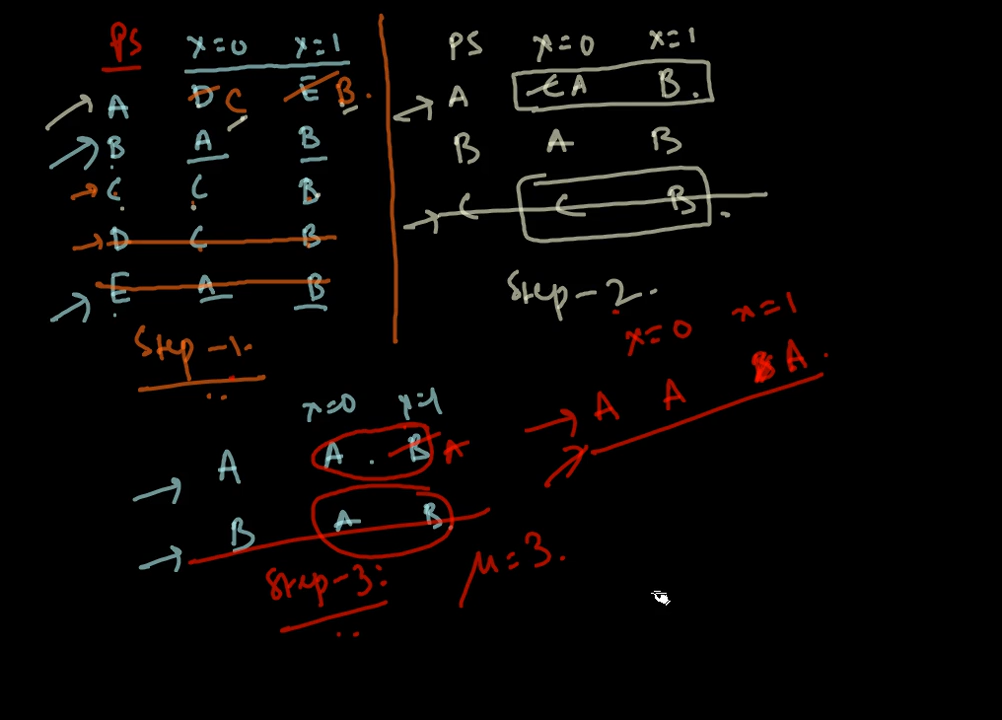 PS x=0 x=1
A D C E B.
B A B
C C B
D C B
E A B
Step-1.
PS x=0 x=1
A C A B.
B A B
C C B.
Step-2.
x=0 x=1
A A . B A
B A B
Step-3:
μ=3.
x=0 x=1
A A B A.